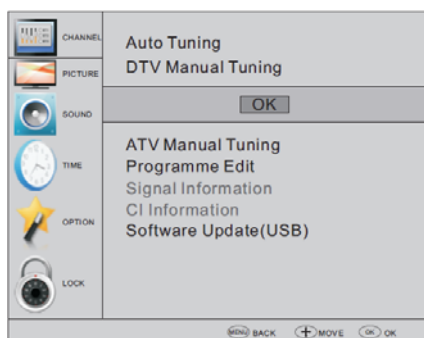 CHANNEL
PICTURE
SOUND
TIME
OPTION
LOCK
Auto Tuning
DTV Manual Tuning
OK
ATV Manual Tuning
Programme Edit
Signal Information
CI Information
Software Update(USB)
MENU BACK MOVE OK OK